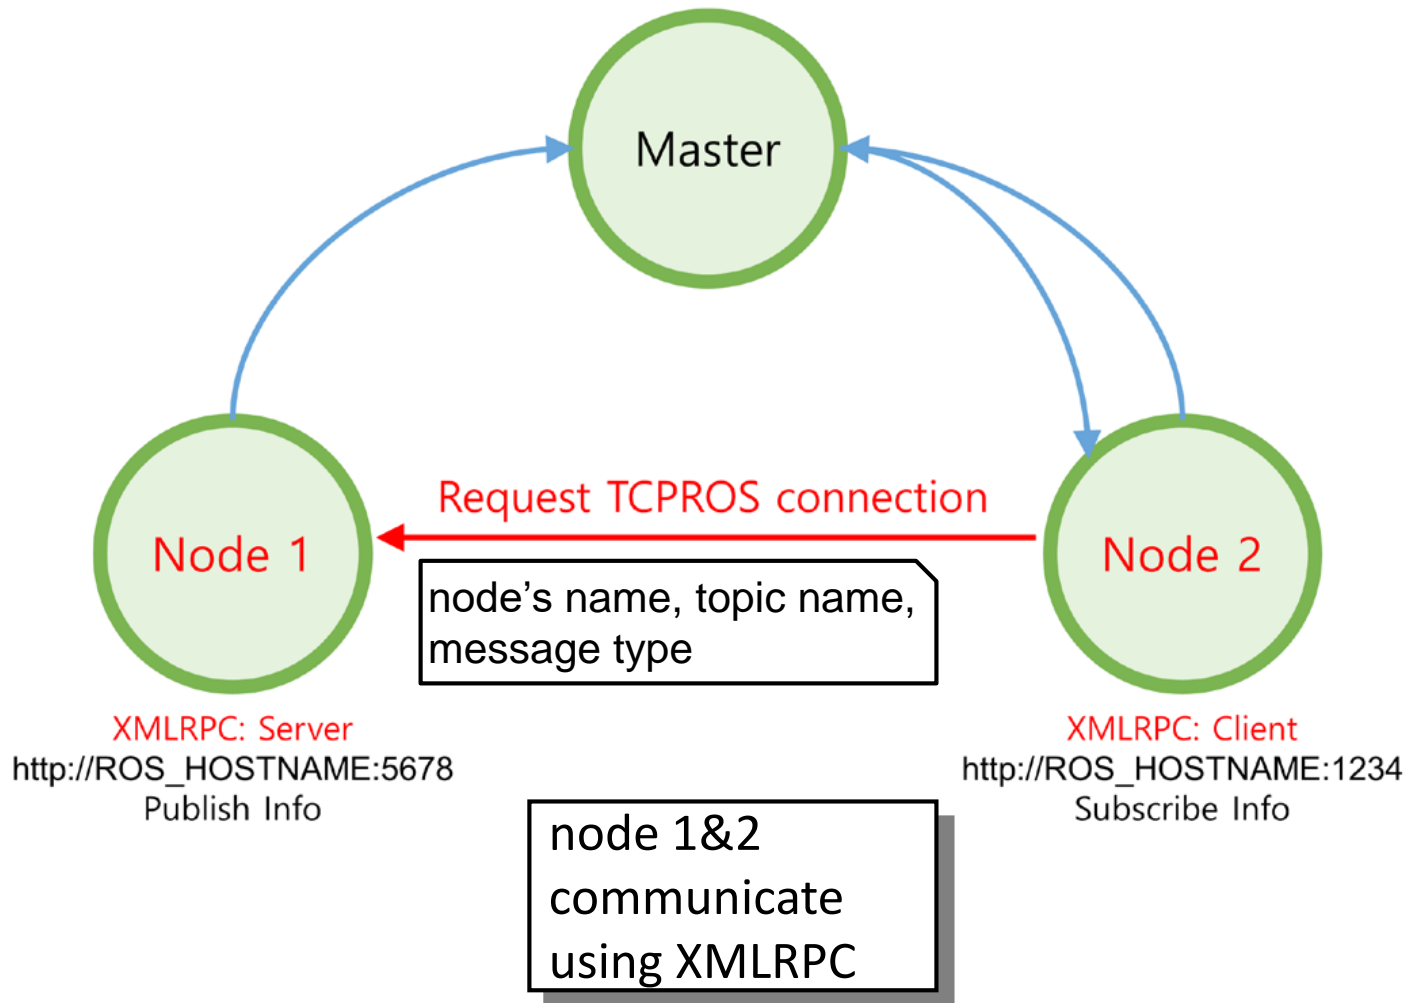 Master
Request TCPROS connection
Node 1
Node 2
node’s name, topic name,
message type
XMLRPC: Server
http://ROS_HOSTNAME:5678
Publish Info
XMLRPC: Client
http://ROS_HOSTNAME:1234
Subscribe Info
node 1&2
communicate
using XMLRPC